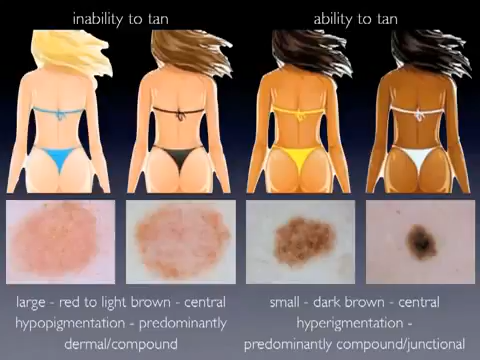 inability to tan
ability to tan
large - red to light brown - central
hypopigmentation - predominantly
dermal/compound
small - dark brown - central
hyperigmentation -
predominantly compound/junctional